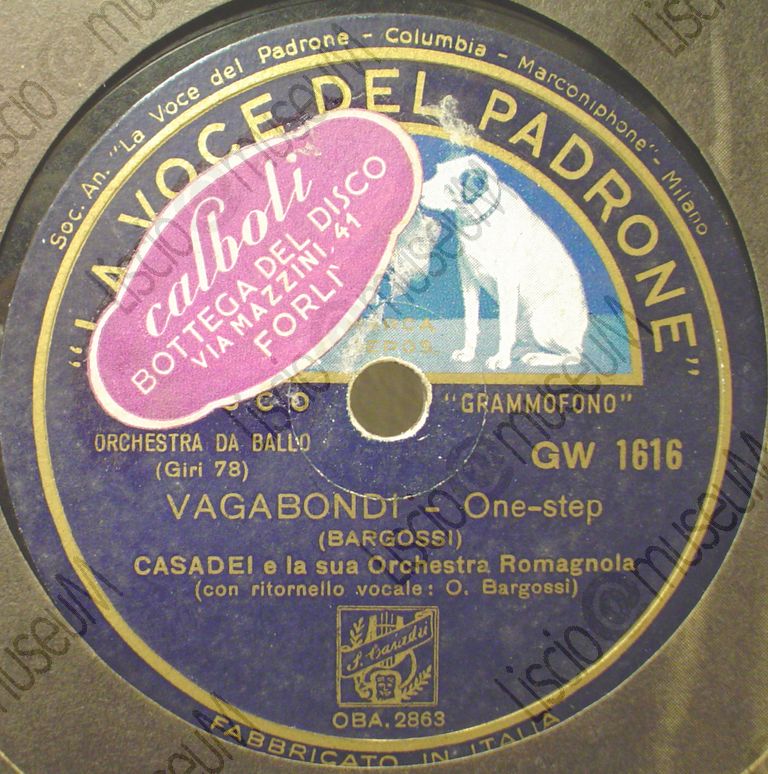 Soc. An. "La Voce del Padrone - Columbia - Marconiphone" - Milano
"LA VOCE DEL PADRONE"
calboli
BOTTEGA DEL DISCO
VIA MAZZINI, 41
FORLI'
"GRAMMOFONO"
ORCHESTRA DA BALLO
(Giri 78)
GW 1616
VAGABONDI - One-step
(BARGOSSI)
CASADEI e la sua Orchestra Romagnola
(con ritornello vocale: O. Bargossi)
S. Casadei
OBA. 2863
FABBRICATO IN ITALIA
Liscio@museuM